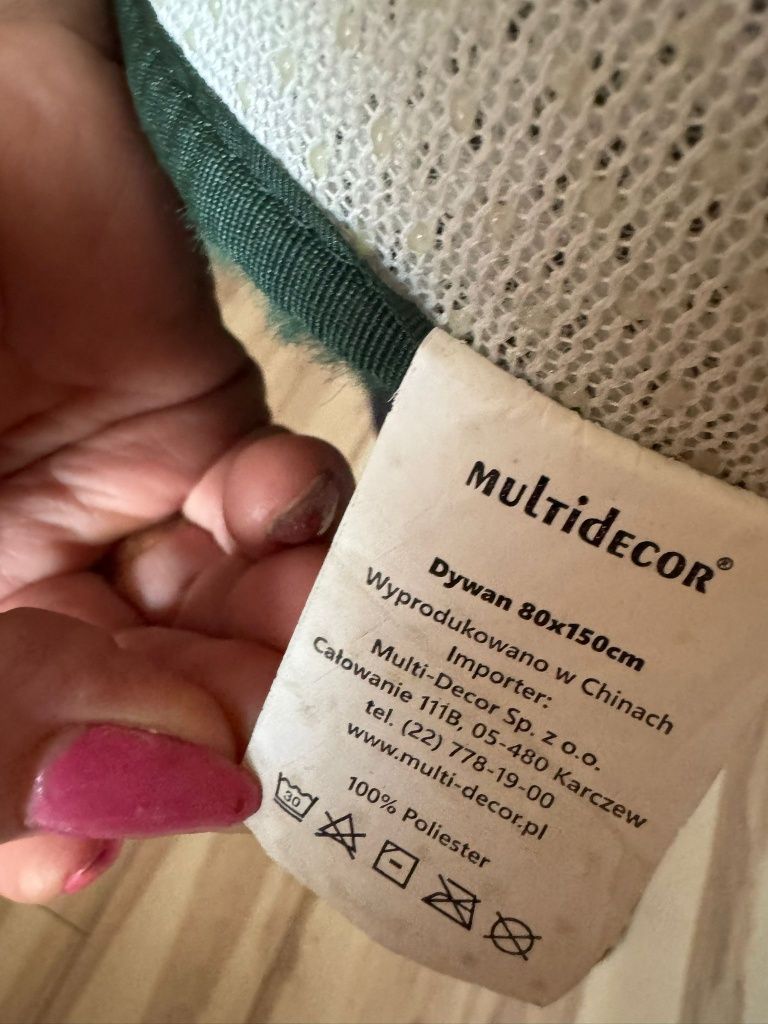 MULTIDECOR®
Dywan 80x150cm
Wyprodukowano w Chinach
Importer:
Multi-Decor Sp. z o.o.
Całowanie 111B, 05-480 Karczew
tel. (22) 778-19-00
www.multi-decor.pl
100% Poliester
30